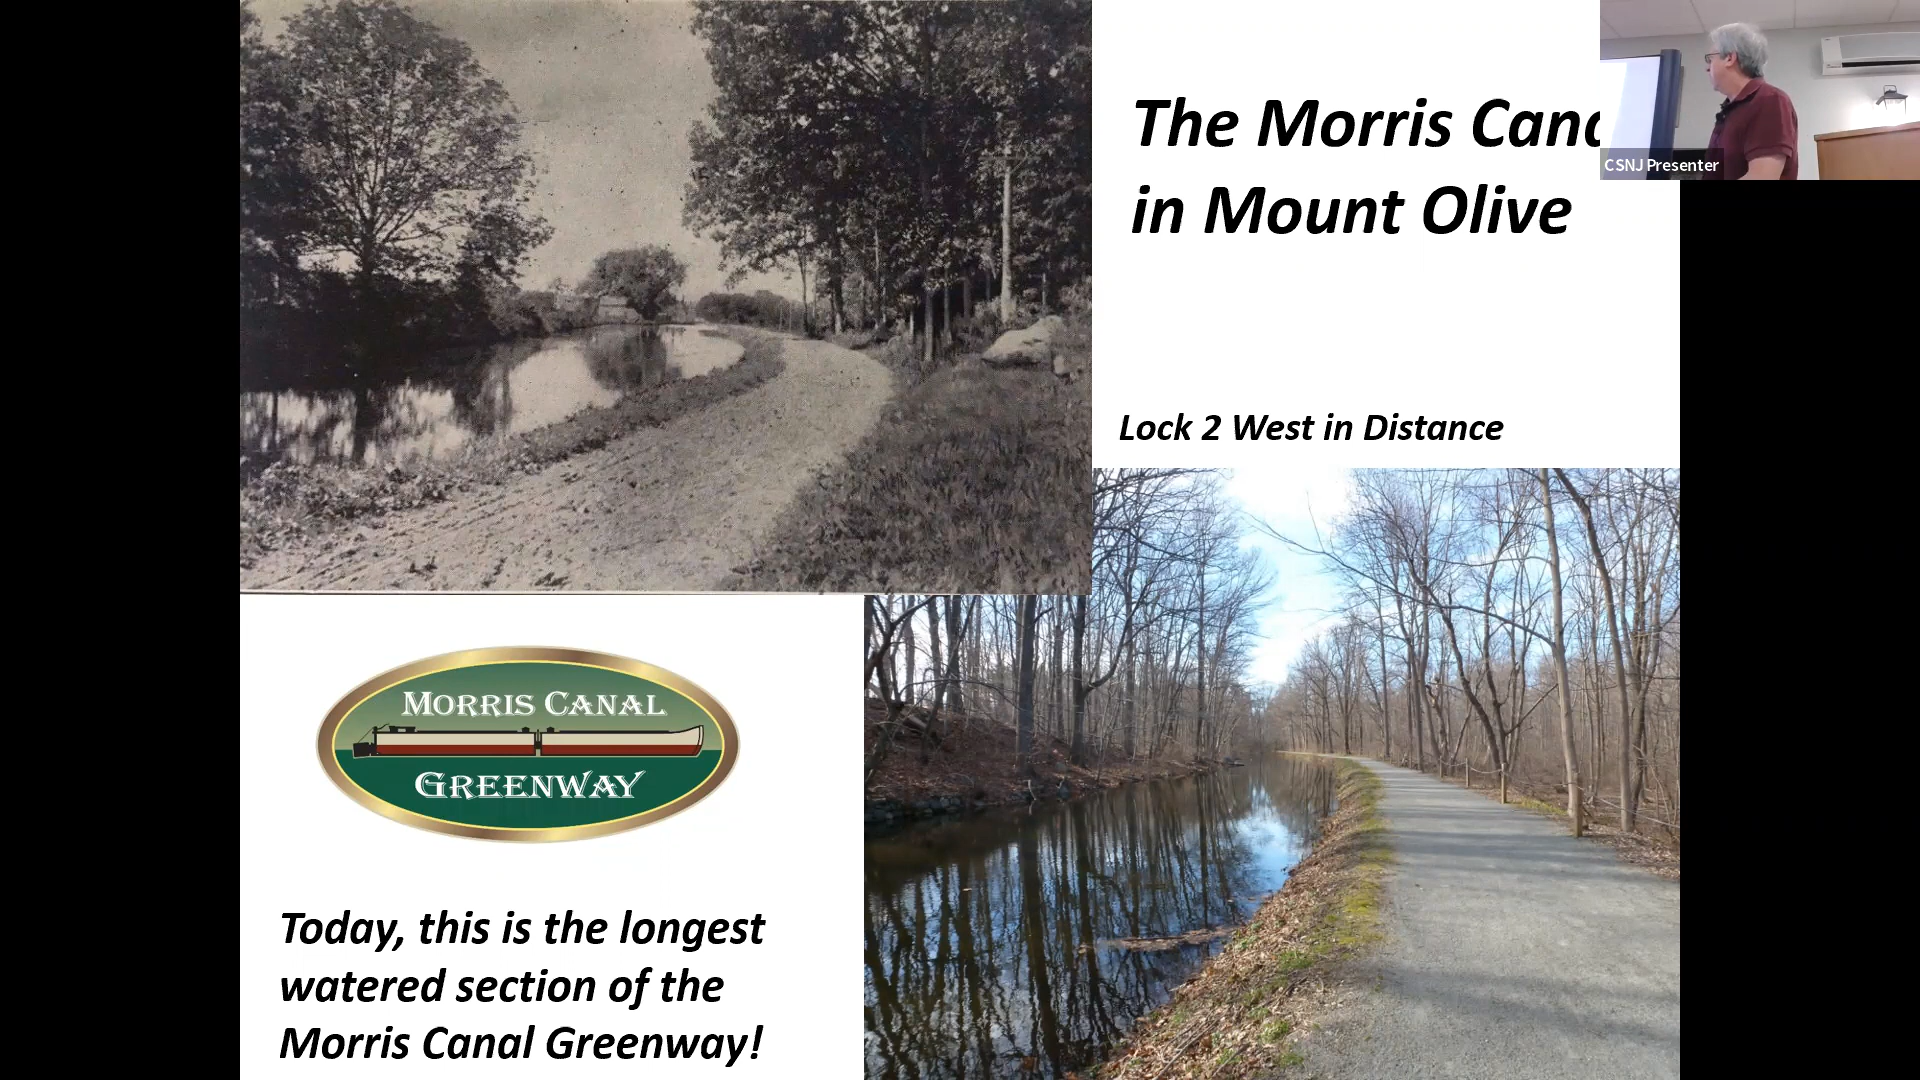 The Morris Cana
in Mount Olive
CSNJ Presenter
Lock 2 West in Distance
MORRIS CANAL
GREENWAY
Today, this is the longest
watered section of the
Morris Canal Greenway!